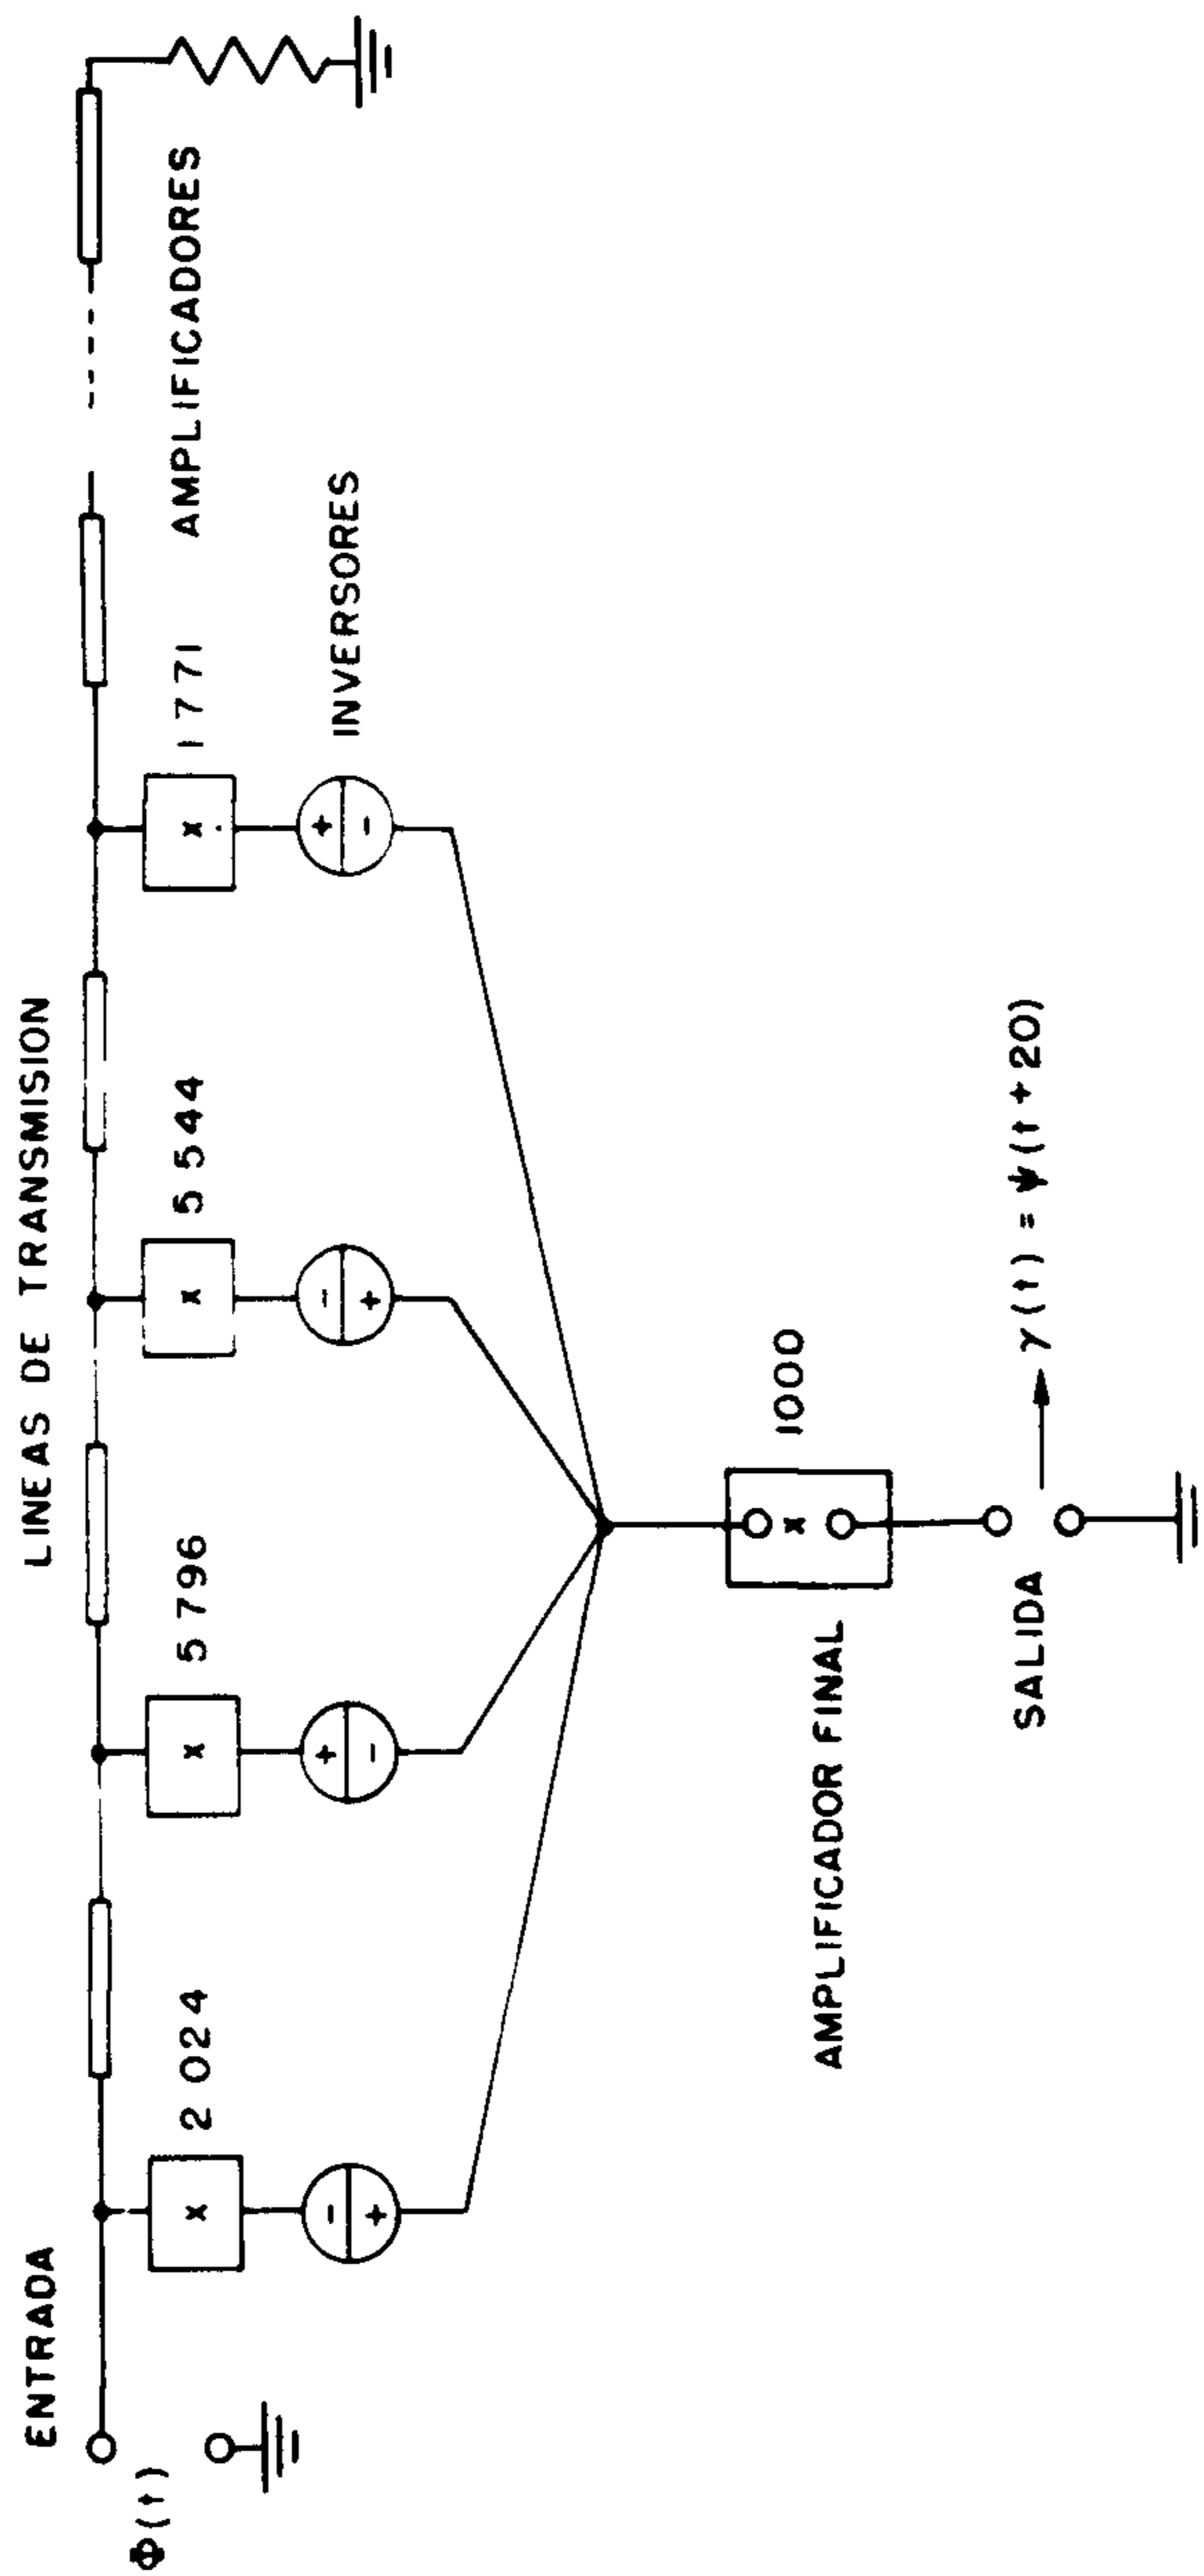 LINEAS DE TRANSMISION
ENTRADA
Φ(t)
2 024
5 796
5 544
1 771
AMPLIFICADORES
x
x
x
x
-
+
+
-
-
+
+
-
INVERSORES
1000
x
AMPLIFICADOR FINAL
SALIDA
γ(t) = ψ(t + 20)